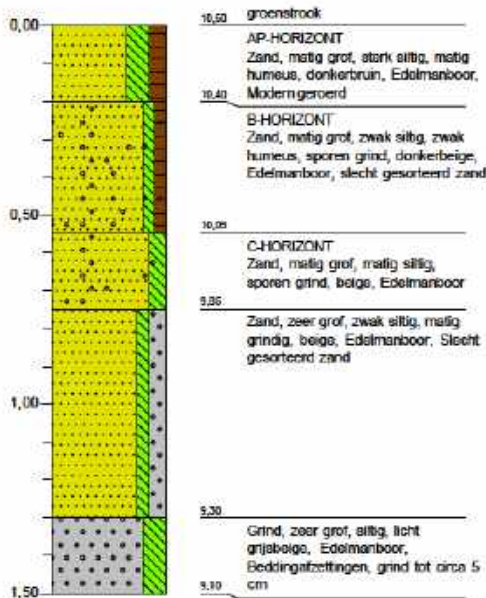 0,00
0,50
1,00
1,50
10,60
groenstrook
AP-HORIZONT
Zand, matig grof, sterk siltig, matig
humeus, donkerbruin, Edelmanboor,
Moderngeroerd
10,40
B-HORIZONT
Zand, matig grof, zwak siltig, zwak
humeus, sporen grind, donkerbeige,
Edelmanboor, slecht gesorteerd zand
10,05
C-HORIZONT
Zand, matig grof, matig siltig,
sporen grind, beige, Edelmanboor
9,85
Zand, zeer grof, zwak siltig, matig
grindig, beige, Edelmanboor, Slecht
gesorteerd zand
9,30
Grind, zeer grof, siltig, licht
grijsbeige, Edelmanboor,
Beddingafzettingen, grind tot circa 5
cm
9,10